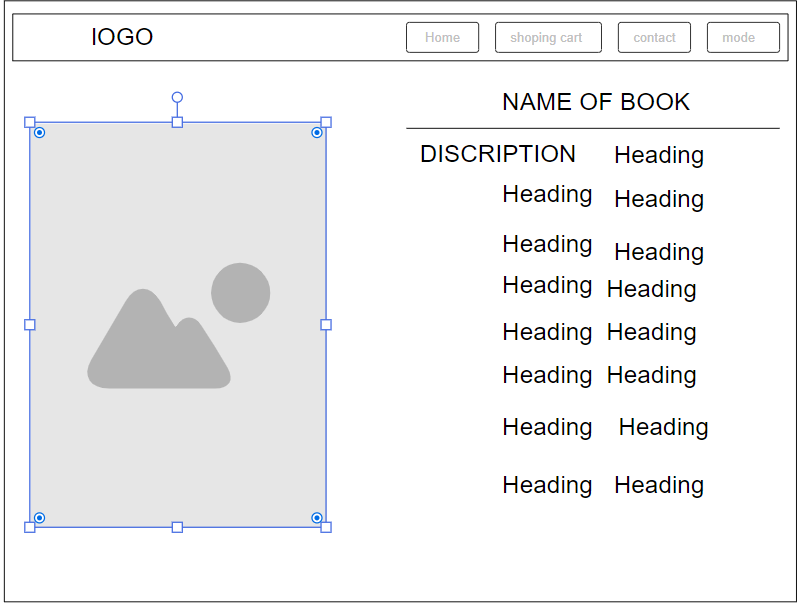 lOGO
Home
shoping cart
contact
mode
NAME OF BOOK
DISCRIPTION Heading
Heading Heading
Heading Heading
Heading Heading
Heading Heading
Heading Heading
Heading Heading
Heading Heading